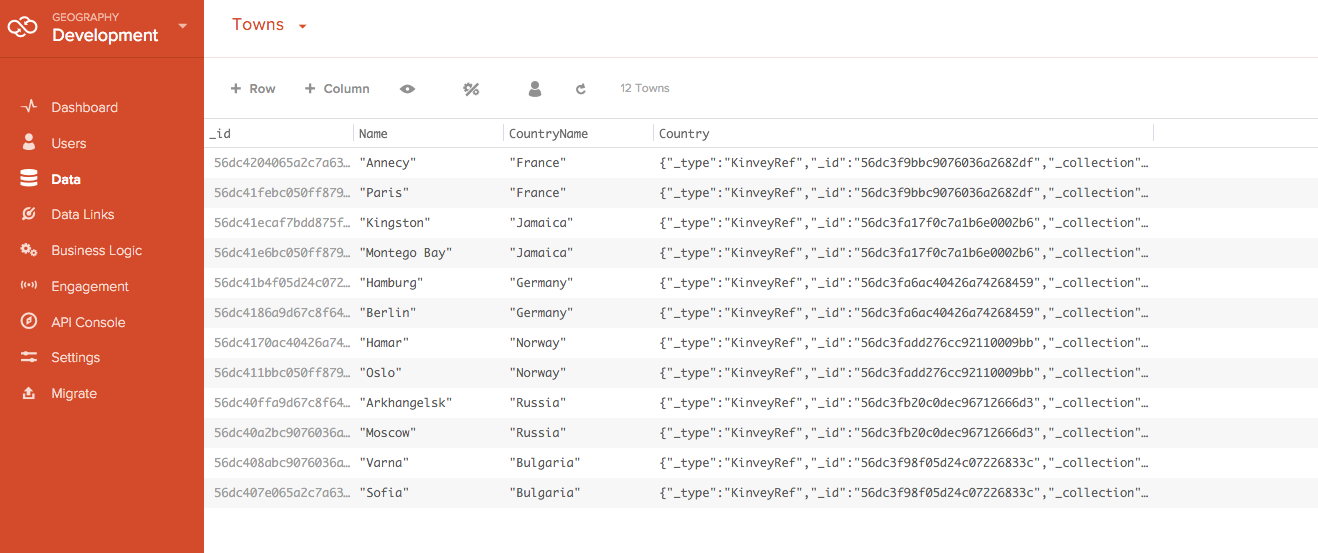 GEOGRAPHY
Development
Dashboard
Users
Data
Data Links
Business Logic
Engagement
API Console
Settings
Migrate
Towns
+ Row + Column 12 Towns
_id Name CountryName Country
56dc4204065a2c7a63… "Annecy" "France" {"_type":"KinveyRef","_id":"56dc3f9bbc9076036a2682df","_collection"…
56dc41febc050ff879… "Paris" "France" {"_type":"KinveyRef","_id":"56dc3f9bbc9076036a2682df","_collection"…
56dc41ecaf7bdd875f… "Kingston" "Jamaica" {"_type":"KinveyRef","_id":"56dc3fa17f0c7a1b6e0002b6","_collection"…
56dc41e6bc050ff879… "Montego Bay" "Jamaica" {"_type":"KinveyRef","_id":"56dc3fa17f0c7a1b6e0002b6","_collection"…
56dc41b4f05d24c072… "Hamburg" "Germany" {"_type":"KinveyRef","_id":"56dc3fa6ac40426a74268459","_collection"…
56dc4186a9d67c8f64… "Berlin" "Germany" {"_type":"KinveyRef","_id":"56dc3fa6ac40426a74268459","_collection"…
56dc4170ac40426a74… "Hamar" "Norway" {"_type":"KinveyRef","_id":"56dc3fadd276cc92110009bb","_collection"…
56dc411bbc050ff879… "Oslo" "Norway" {"_type":"KinveyRef","_id":"56dc3fadd276cc92110009bb","_collection"…
56dc40ffa9d67c8f64… "Arkhangelsk" "Russia" {"_type":"KinveyRef","_id":"56dc3fb20c0dec96712666d3","_collection"…
56dc40a2bc9076036a… "Moscow" "Russia" {"_type":"KinveyRef","_id":"56dc3fb20c0dec96712666d3","_collection"…
56dc408abc9076036a… "Varna" "Bulgaria" {"_type":"KinveyRef","_id":"56dc3f98f05d24c07226833c","_collection"…
56dc407e065a2c7a63… "Sofia" "Bulgaria" {"_type":"KinveyRef","_id":"56dc3f98f05d24c07226833c","_collection"…